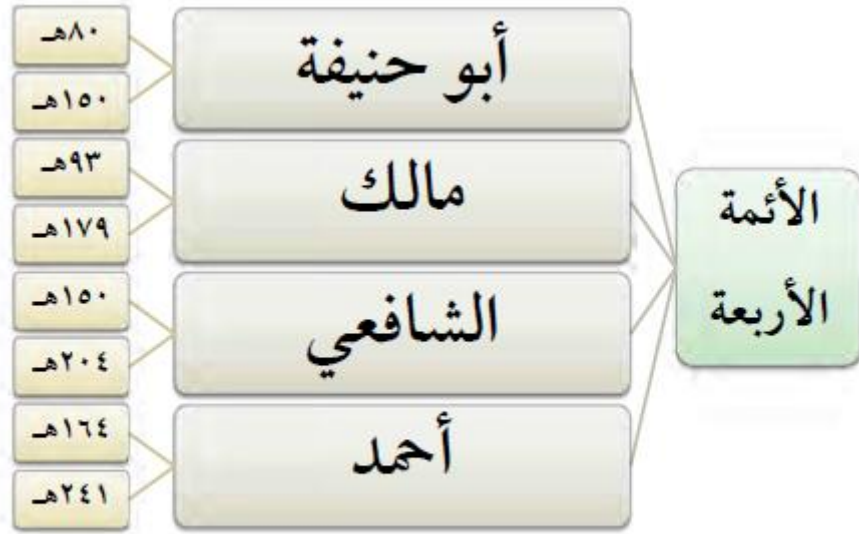 الأئمة
الأربعة
أبو حنيفة
٨٠هـ
١٥٠هـ
مالك
٩٣هـ
١٧٩هـ
الشافعي
١٥٠هـ
٢٠٤هـ
أحمد
١٦٤هـ
٢٤١هـ